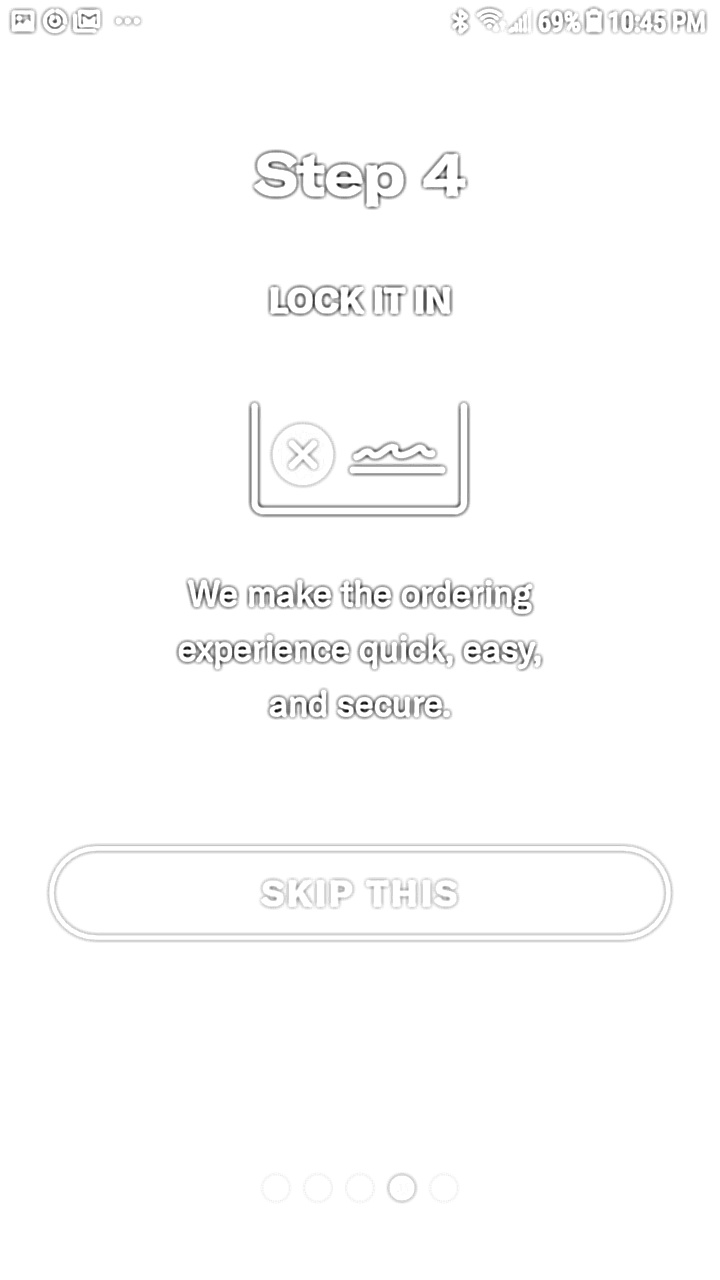 69% 10:45 PM
Step 4
LOCK IT IN
We make the ordering
experience quick, easy,
and secure.
SKIP THIS